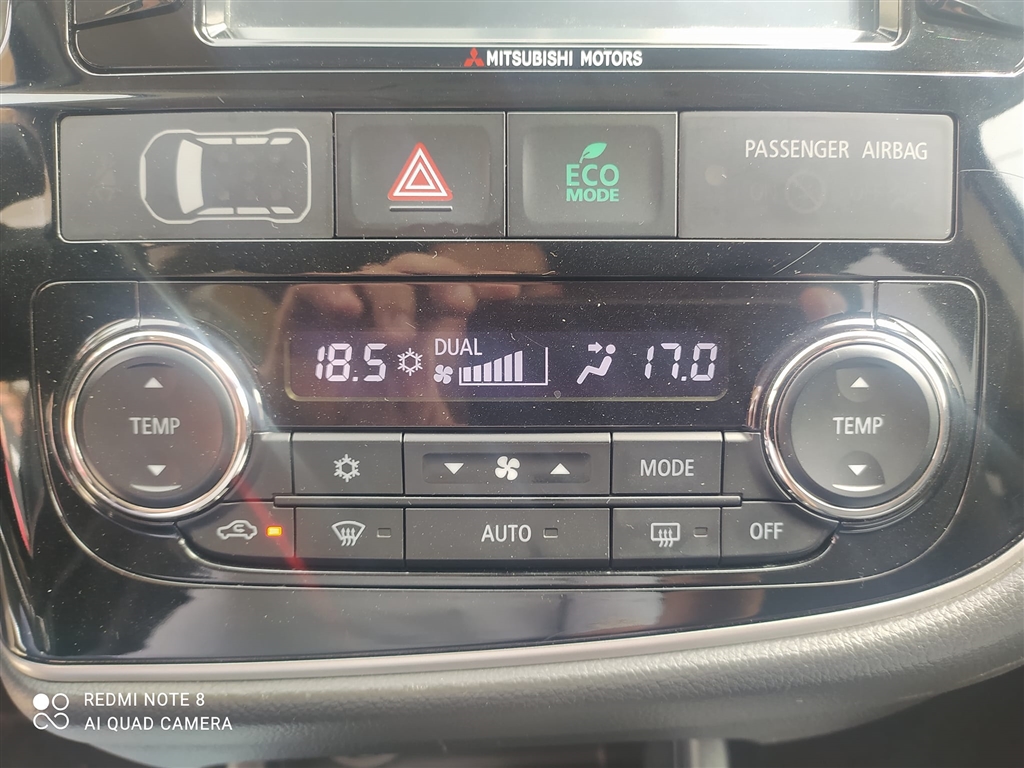 MITSUBISHI MOTORS
ECO
MODE
PASSENGER AIRBAG
18.5 DUAL 17.0
TEMP
TEMP
MODE
AUTO
OFF
REDMI NOTE 8
AI QUAD CAMERA